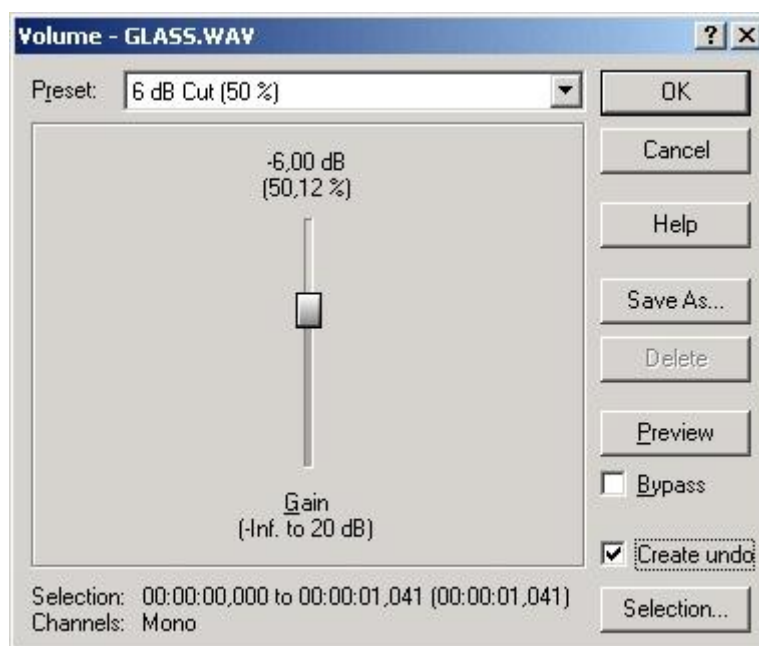 Volume - GLASS.WAV
Preset: 6 dB Cut (50 %)
OK
-6,00 dB
(50,12 %)
Cancel
Help
Save As...
Delete
Preview
Bypass
Gain
(-Inf. to 20 dB)
Create undo
Selection: 00:00:00,000 to 00:00:01,041 (00:00:01,041)
Channels: Mono
Selection...